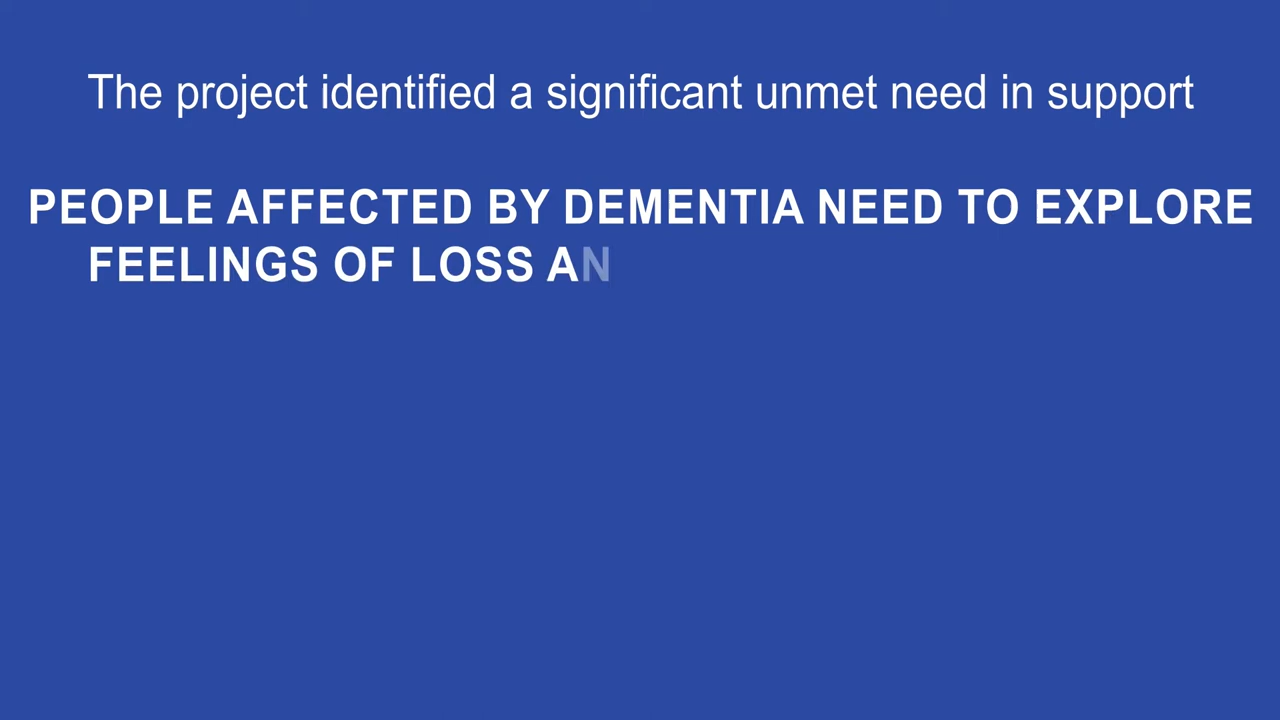 The project identified a significant unmet need in support
PEOPLE AFFECTED BY DEMENTIA NEED TO EXPLORE
FEELINGS OF LOSS AN